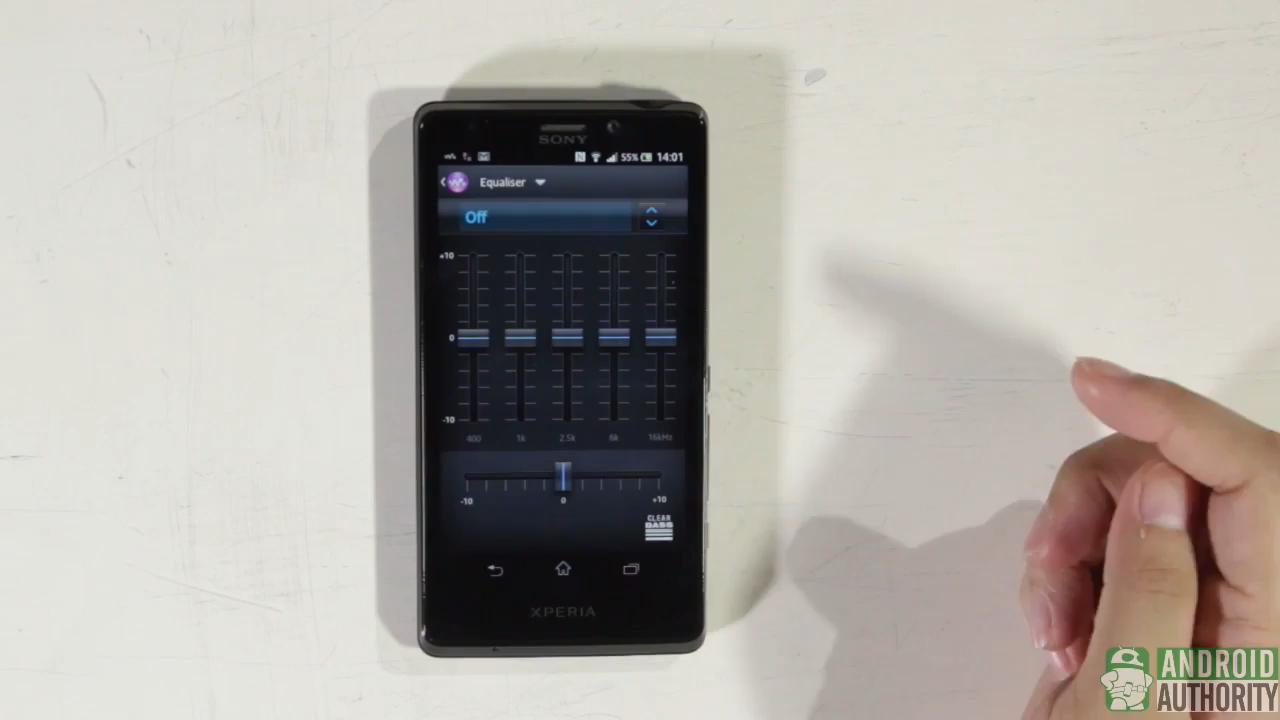 SONY
55% 14:01
Equaliser
Off
+10
0
-10
400 1k 2.5k 6k 16kHz
-10 0 +10
CLEAR
BASS
XPERIA
ANDROID
AUTHORITY